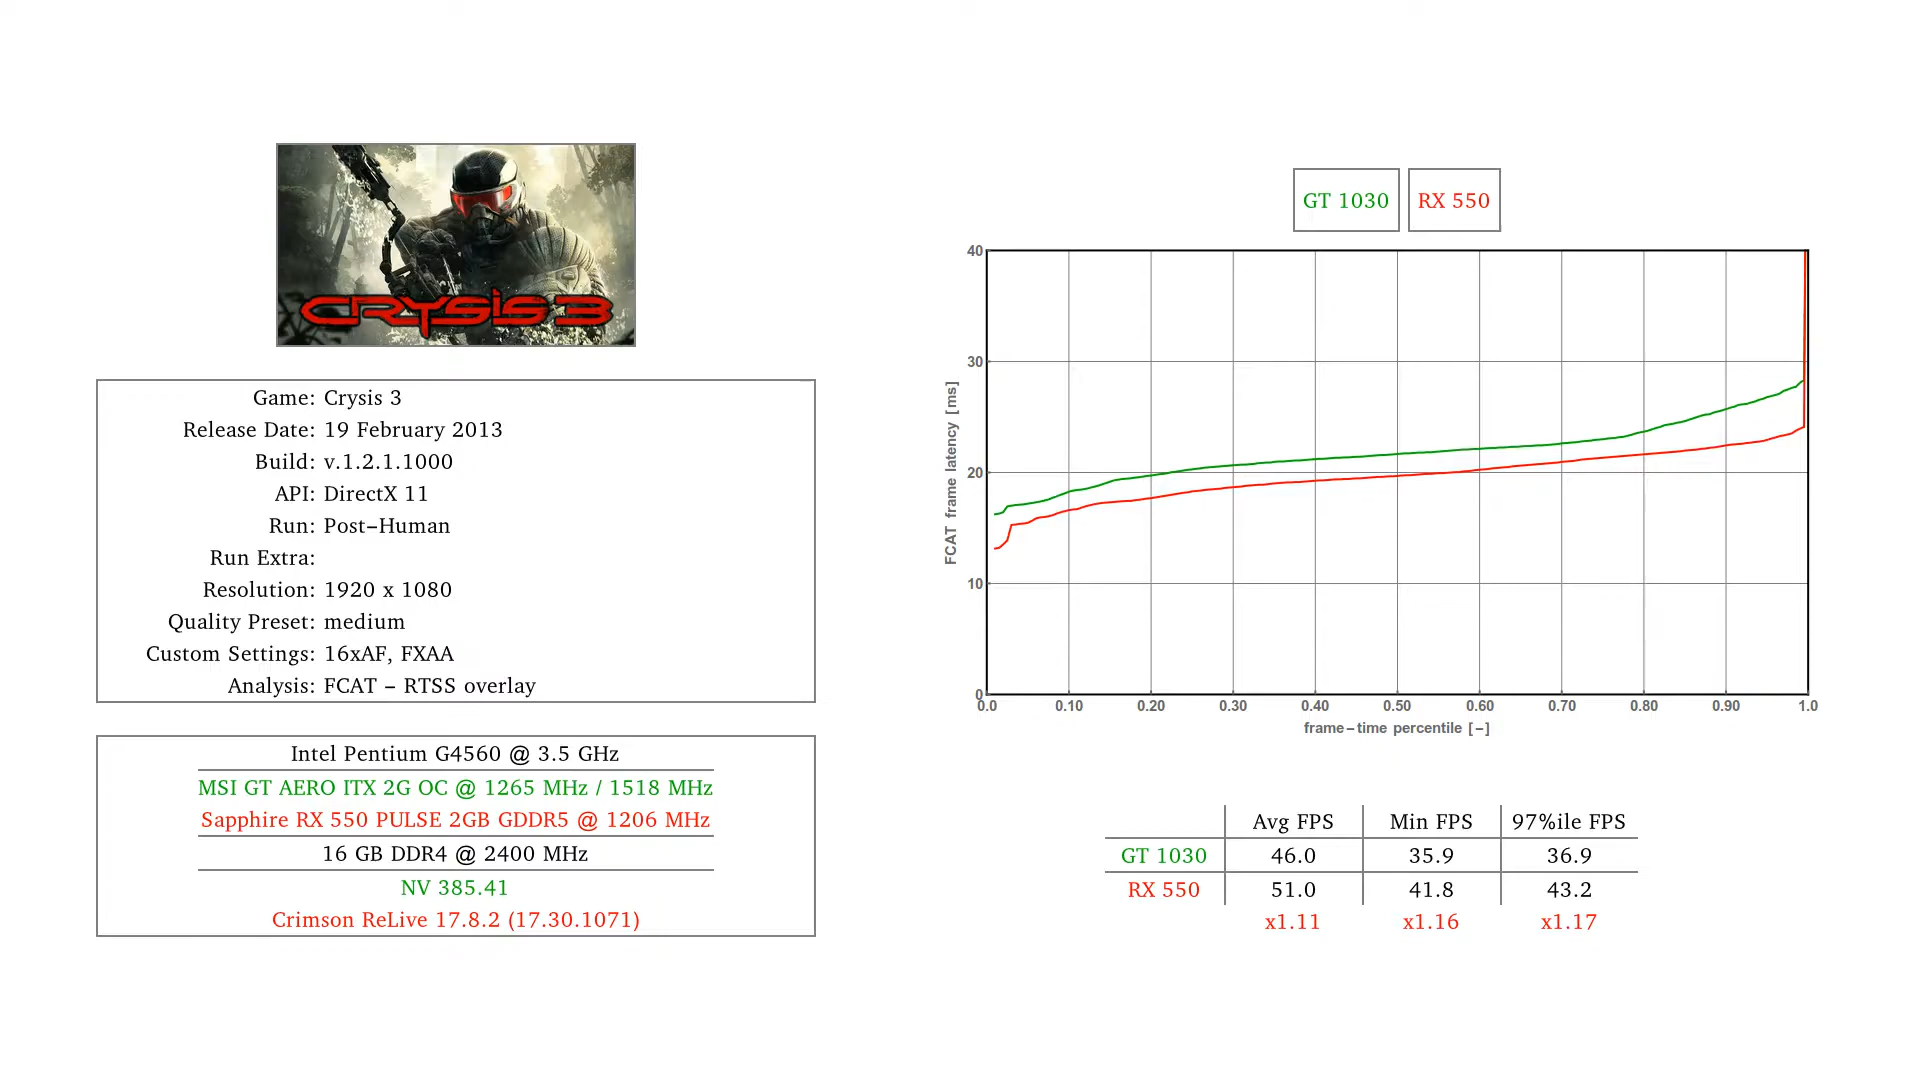 CRYSIS 3
Game: Crysis 3
Release Date: 19 February 2013
Build: v.1.2.1.1000
API: DirectX 11
Run: Post-Human
Run Extra:
Resolution: 1920 x 1080
Quality Preset: medium
Custom Settings: 16xAF, FXAA
Analysis: FCAT - RTSS overlay
Intel Pentium G4560 @ 3.5 GHz
MSI GT AERO ITX 2G OC @ 1265 MHz / 1518 MHz
Sapphire RX 550 PULSE 2GB GDDR5 @ 1206 MHz
16 GB DDR4 @ 2400 MHz
NV 385.41
Crimson ReLive 17.8.2 (17.30.1071)
GT 1030 RX 550
40
30
20
10
0
FCAT frame latency [ms]
0.0 0.10 0.20 0.30 0.40 0.50 0.60 0.70 0.80 0.90 1.0
frame-time percentile [-]
Avg FPS Min FPS 97%ile FPS
GT 1030 46.0 35.9 36.9
RX 550 51.0 41.8 43.2
x1.11 x1.16 x1.17